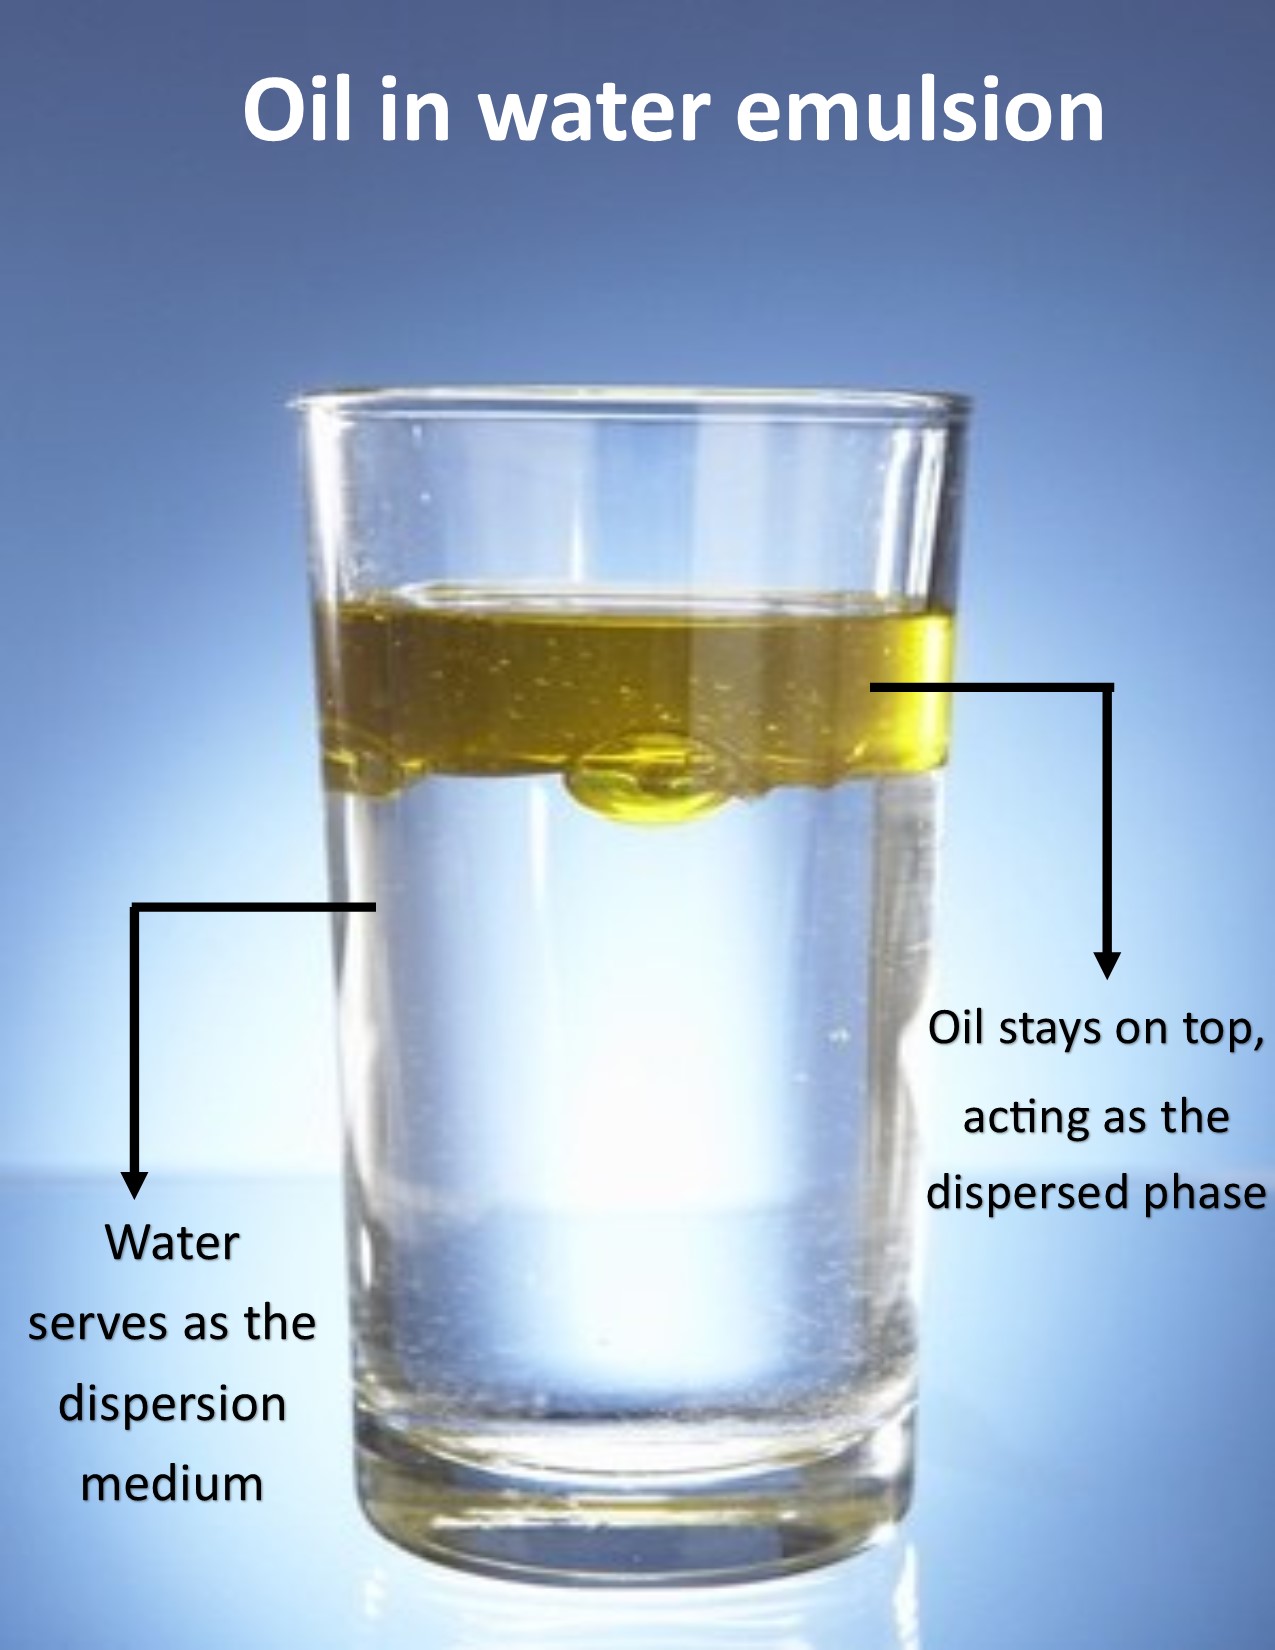 Oil in water emulsion
Oil stays on top,
acting as the
dispersed phase
Water
serves as the
dispersion
medium